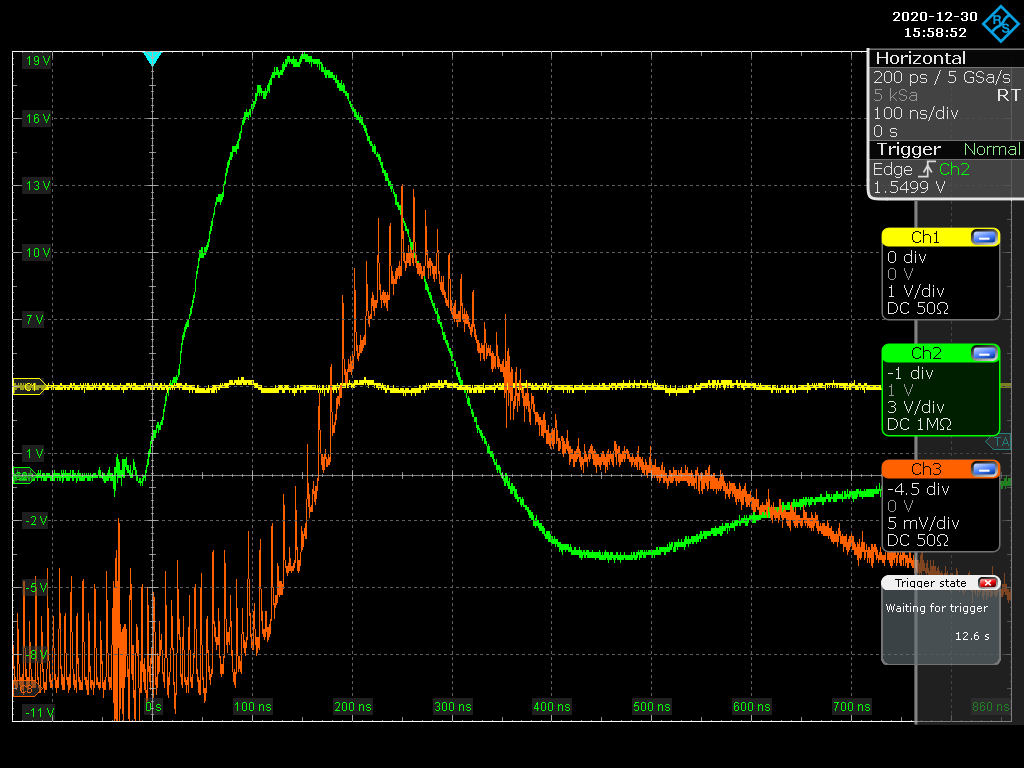 2020-12-30
15:58:52
R&S
19 V
16 V
13 V
10 V
7 V
1 V
-2 V
-5 V
-8 V
-11 V
C1
C3
0 s
100 ns
200 ns
300 ns
400 ns
500 ns
600 ns
700 ns
860 ns
Horizontal
200 ps / 5 GSa/s
5 kSa
RT
100 ns/div
0 s
Trigger Normal
Edge Ch2
1.5499 V
Ch1
0 div
0 V
1 V/div
DC 50Ω
Ch2
-1 div
1 V
3 V/div
DC 1MΩ
TA
Ch3
-4.5 div
0 V
5 mV/div
DC 50Ω
Trigger state
Waiting for trigger
12.6 s